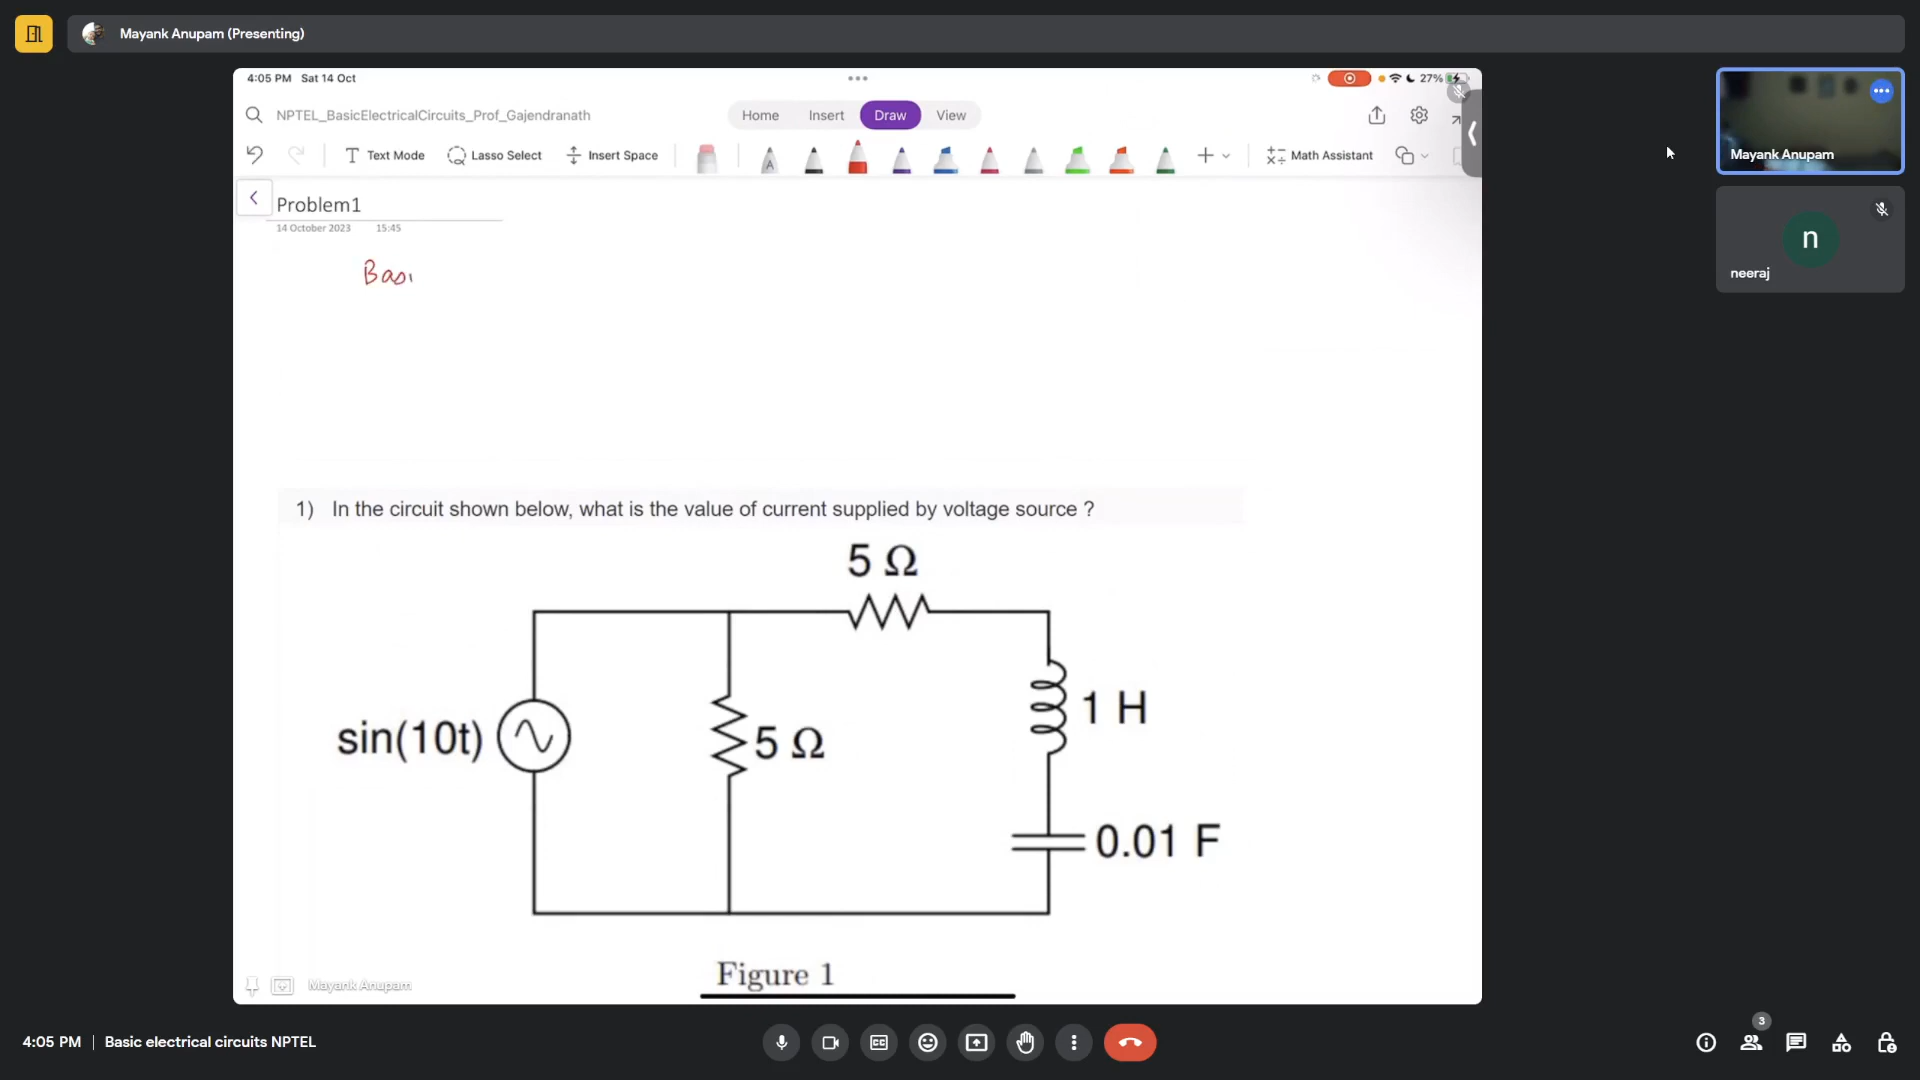 Mayank Anupam (Presenting)
4:05 PM Sat 14 Oct
27%
NPTEL_BasicElectricalCircuits_Prof_Gajendranath
Home Insert Draw View
Text Mode Lasso Select Insert Space
A
Math Assistant
Mayank Anupam
n
neeraj
Problem1
14 October 2023 15:45
Basi
1) In the circuit shown below, what is the value of current supplied by voltage source ?
5 Ω
sin(10t)
5 Ω
1 H
0.01 F
Figure 1
Mayank Anupam
4:05 PM | Basic electrical circuits NPTEL
CC
3